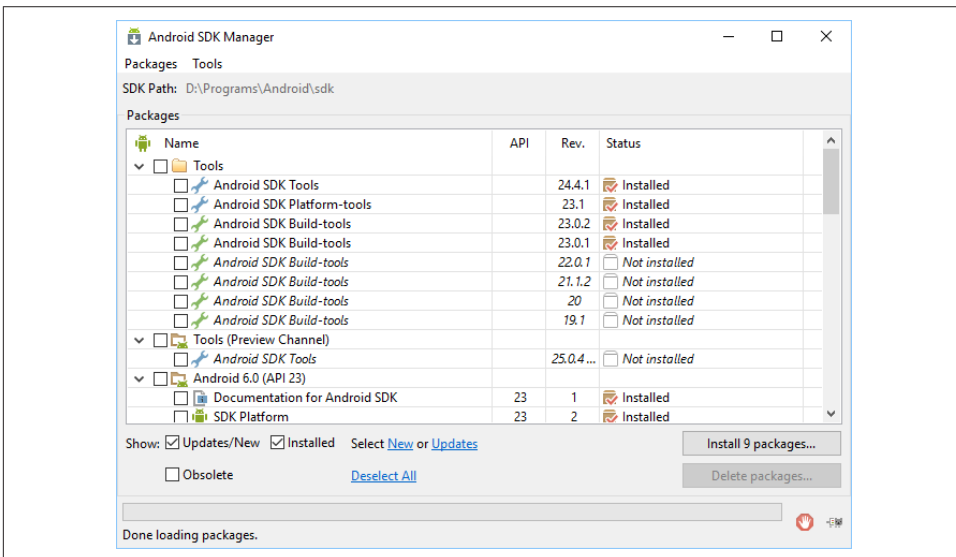 Android SDK Manager
Packages Tools
SDK Path: D:\Programs\Android\sdk
Packages
Name API Rev. Status
Tools
Android SDK Tools 24.4.1 Installed
Android SDK Platform-tools 23.1 Installed
Android SDK Build-tools 23.0.2 Installed
Android SDK Build-tools 23.0.1 Installed
Android SDK Build-tools 22.0.1 Not installed
Android SDK Build-tools 21.1.2 Not installed
Android SDK Build-tools 20 Not installed
Android SDK Build-tools 19.1 Not installed
Tools (Preview Channel)
Android SDK Tools 25.0.4 ... Not installed
Android 6.0 (API 23)
Documentation for Android SDK 23 1 Installed
SDK Platform 23 2 Installed
Show: Updates/New Installed Select New or Updates Install 9 packages...
Obsolete Deselect All Delete packages...
Done loading packages.